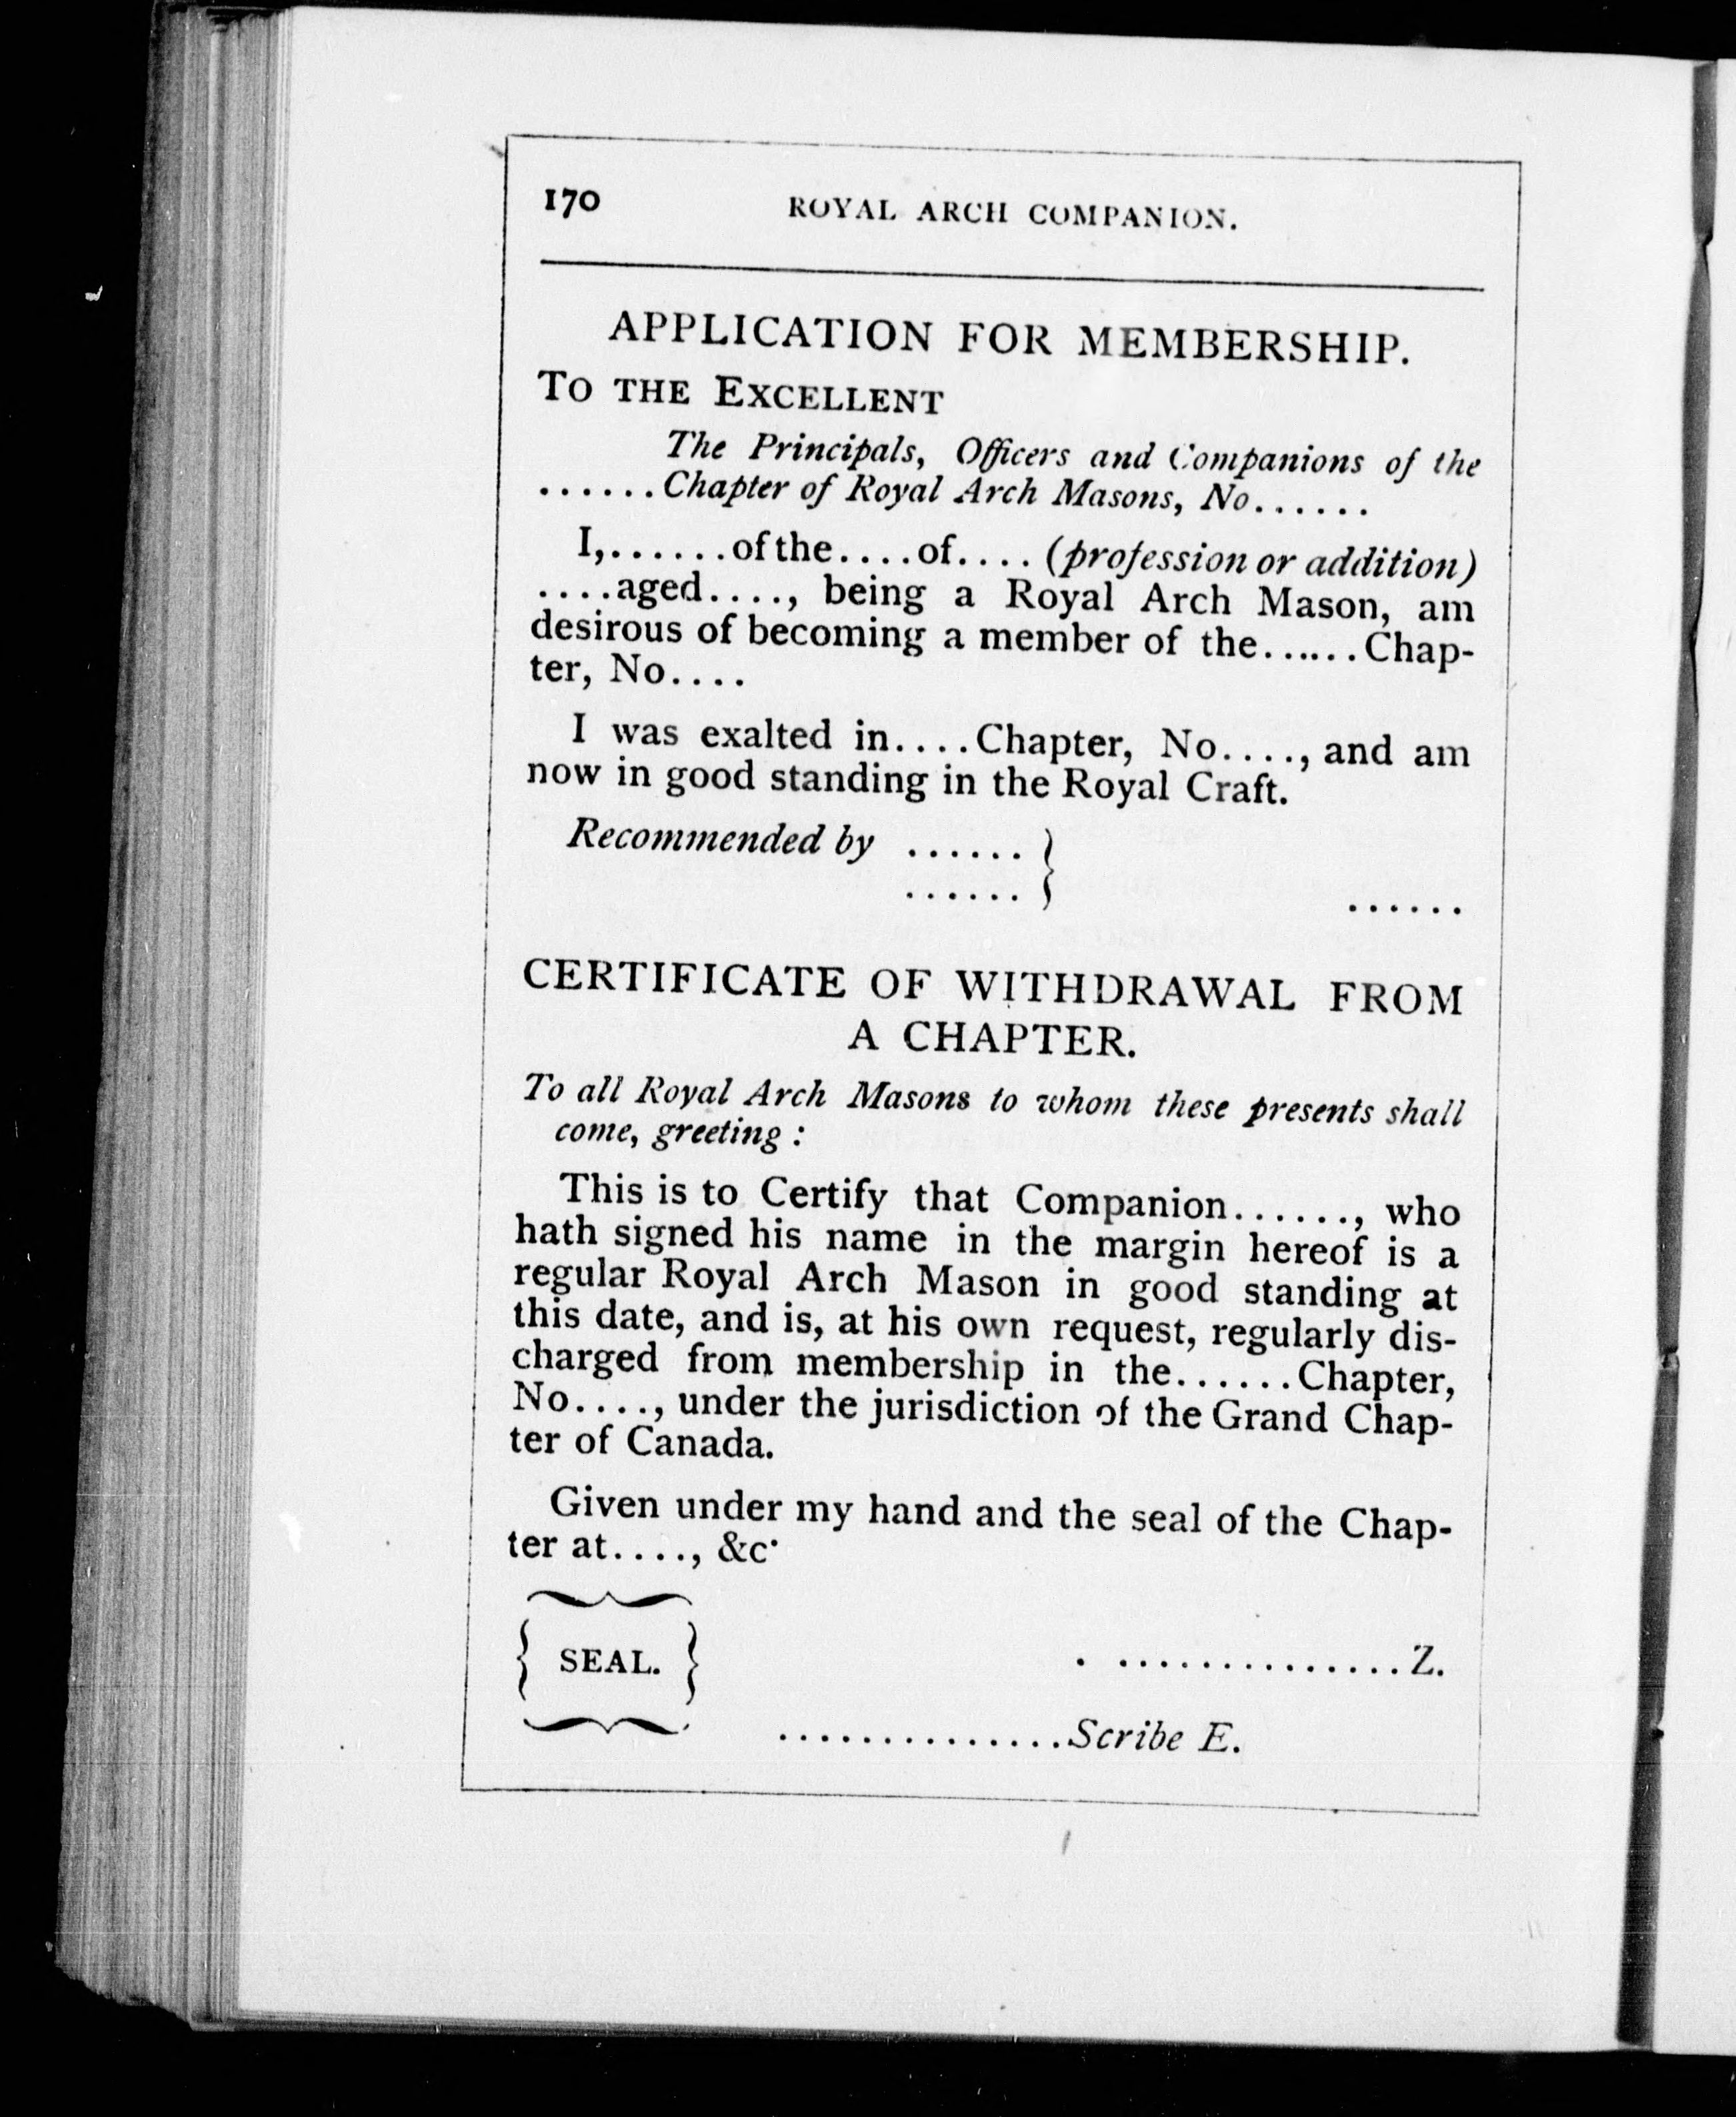 170 ROYAL ARCH COMPANION.
APPLICATION FOR MEMBERSHIP.
TO THE EXCELLENT
The Principals, Officers and Companions of the
......Chapter of Royal Arch Masons, No......
I,......of the....of.... (profession or addition)
....aged...., being a Royal Arch Mason, am
desirous of becoming a member of the......Chap-
ter, No....
I was exalted in....Chapter, No...., and am
now in good standing in the Royal Craft.
Recommended by ...... }
...... }
......
CERTIFICATE OF WITHDRAWAL FROM
A CHAPTER.
To all Royal Arch Masons to whom these presents shall
come, greeting :
This is to Certify that Companion......, who
hath signed his name in the margin hereof is a
regular Royal Arch Mason in good standing at
this date, and is, at his own request, regularly dis-
charged from membership in the......Chapter,
No...., under the jurisdiction of the Grand Chap-
ter of Canada.
Given under my hand and the seal of the Chap-
ter at...., &c·
{ SEAL. } . ...............Z.
...............Scribe E.